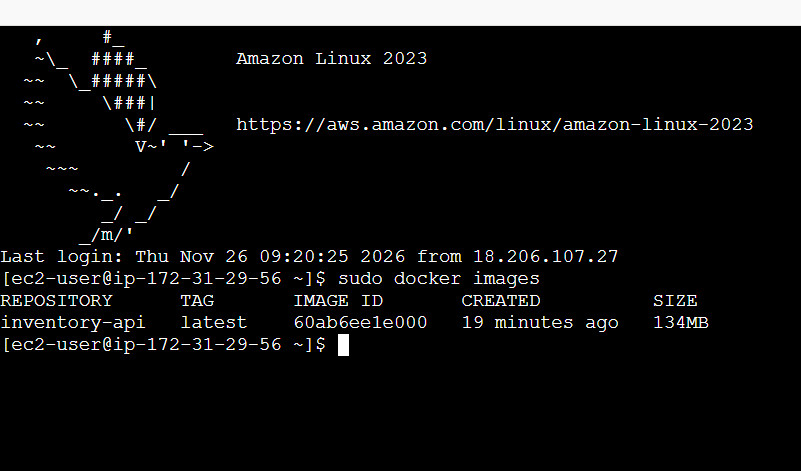 ,     #_
   ~\_  ####_        Amazon Linux 2023
  ~~  \_#####\
  ~~     \###|
  ~~       \#/ ___   https://aws.amazon.com/linux/amazon-linux-2023
   ~~       V~' '->
    ~~~         /
      ~~._.   _/
         _/ _/
       _/m/'
Last login: Thu Nov 26 09:20:25 2026 from 18.206.107.27
[ec2-user@ip-172-31-29-56 ~]$ sudo docker images
REPOSITORY      TAG       IMAGE ID       CREATED          SIZE
inventory-api   latest    60ab6ee1e000   19 minutes ago   134MB
[ec2-user@ip-172-31-29-56 ~]$